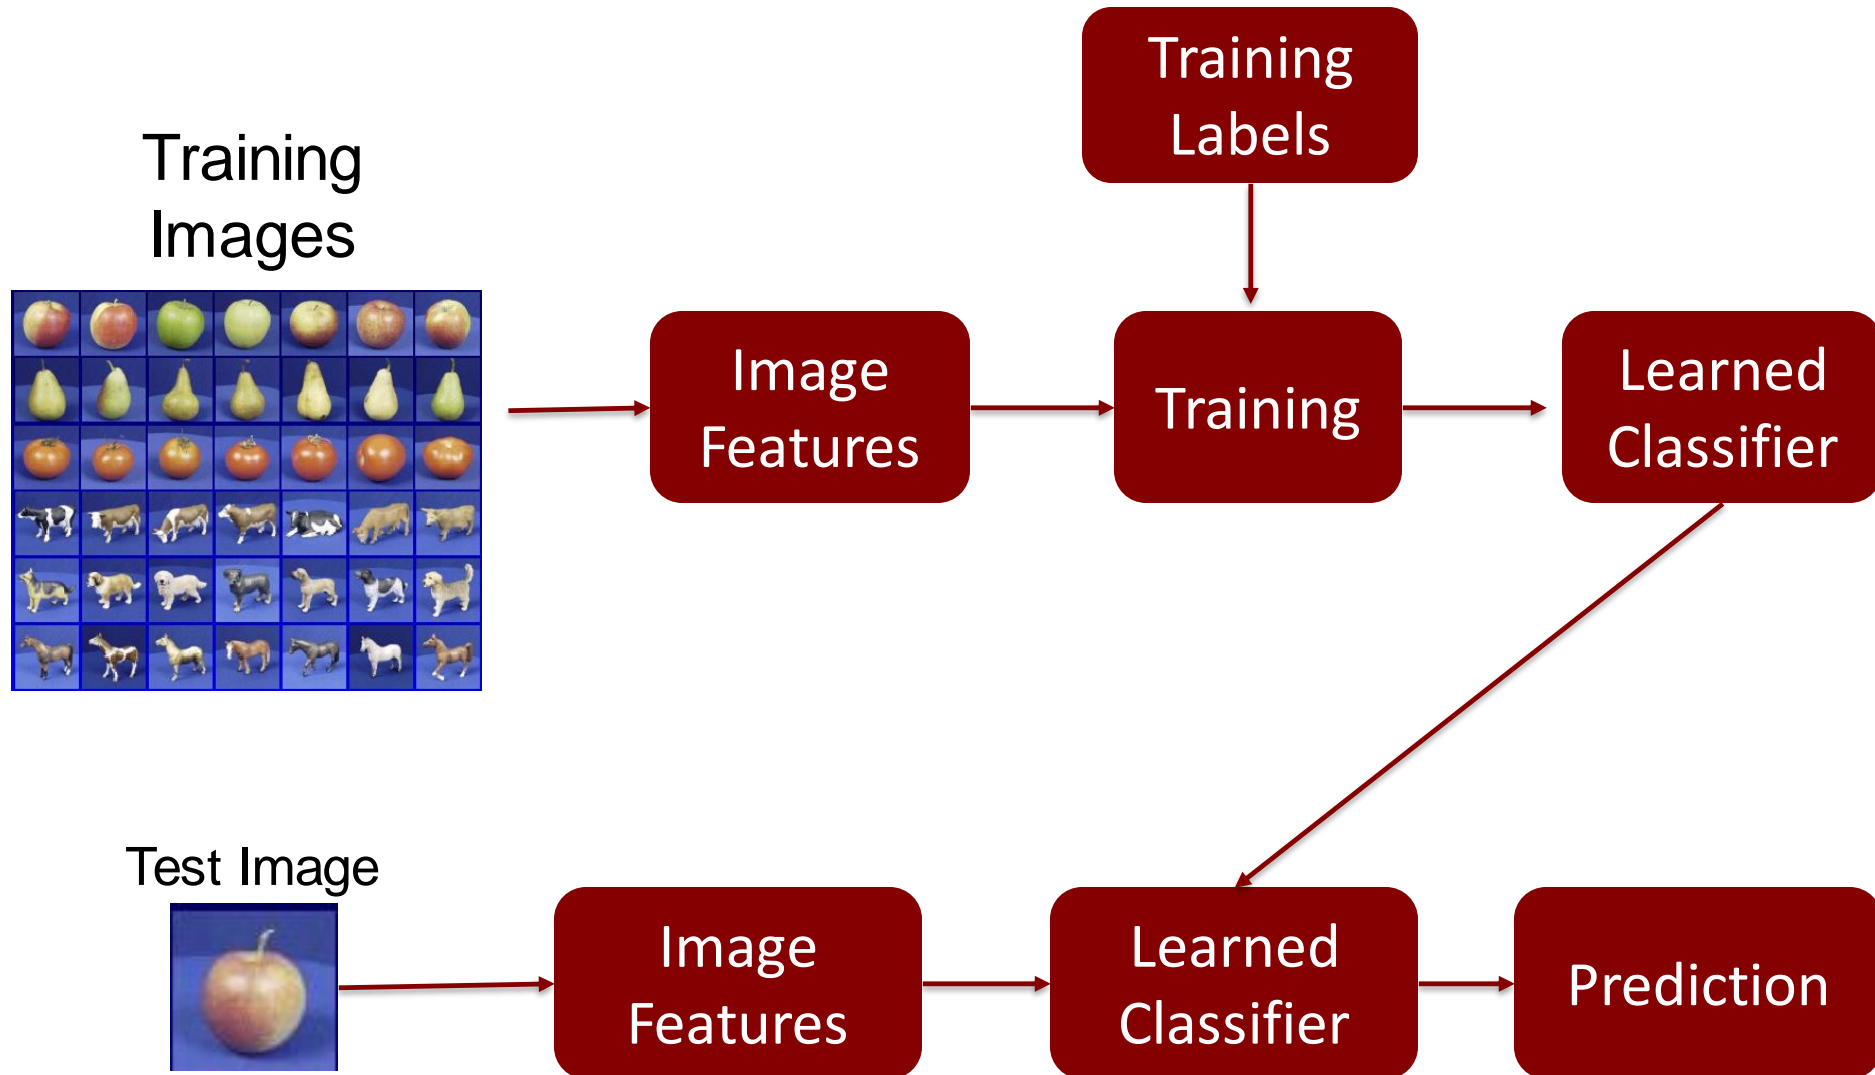 Training
Labels
Training
Images
Image
Features
Training
Learned
Classifier
Test Image
Image
Features
Learned
Classifier
Prediction